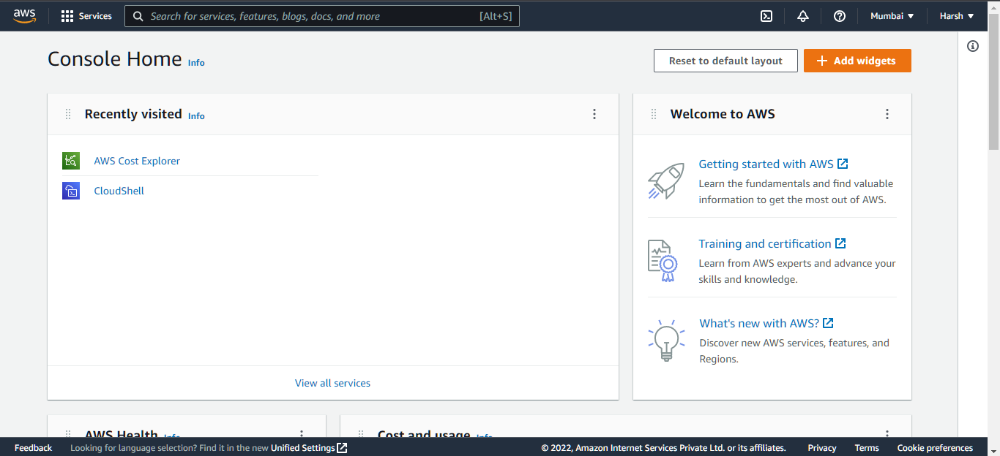 aws Services Search for services, features, blogs, docs, and more [Alt+S] Mumbai Harsh
Console Home Info Reset to default layout Add widgets
Recently visited Info
AWS Cost Explorer
CloudShell
View all services
Welcome to AWS
Getting started with AWS
Learn the fundamentals and find valuable
information to get the most out of AWS.
Training and certification
Learn from AWS experts and advance your
skills and knowledge.
What's new with AWS?
Discover new AWS services, features, and
Regions.
AWS Health Info
Cost and usage Info
Feedback Looking for language selection? Find it in the new Unified Settings © 2022, Amazon Internet Services Private Ltd. or its affiliates. Privacy Terms Cookie preferences